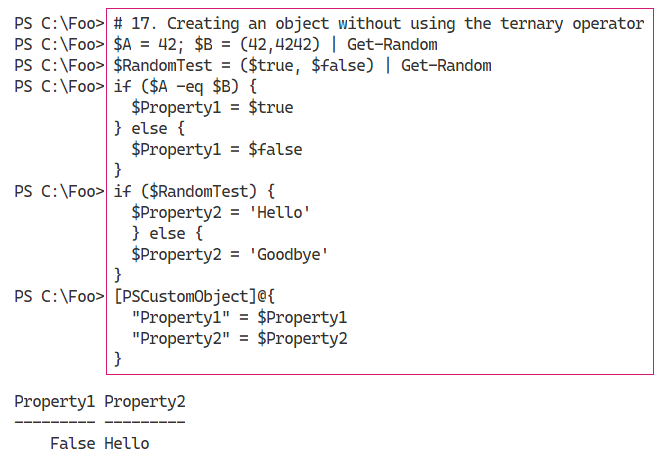 PS C:\Foo> # 17. Creating an object without using the ternary operator
PS C:\Foo> $A = 42; $B = (42,4242) | Get-Random
PS C:\Foo> $RandomTest = ($true, $false) | Get-Random
PS C:\Foo> if ($A -eq $B) {
             $Property1 = $true
           } else {
             $Property1 = $false
           }
PS C:\Foo> if ($RandomTest) {
             $Property2 = 'Hello'
             } else {
             $Property2 = 'Goodbye'
           }
PS C:\Foo> [PSCustomObject]@{
             "Property1" = $Property1
             "Property2" = $Property2
           }
Property1 Property2
--------- ---------
    False Hello